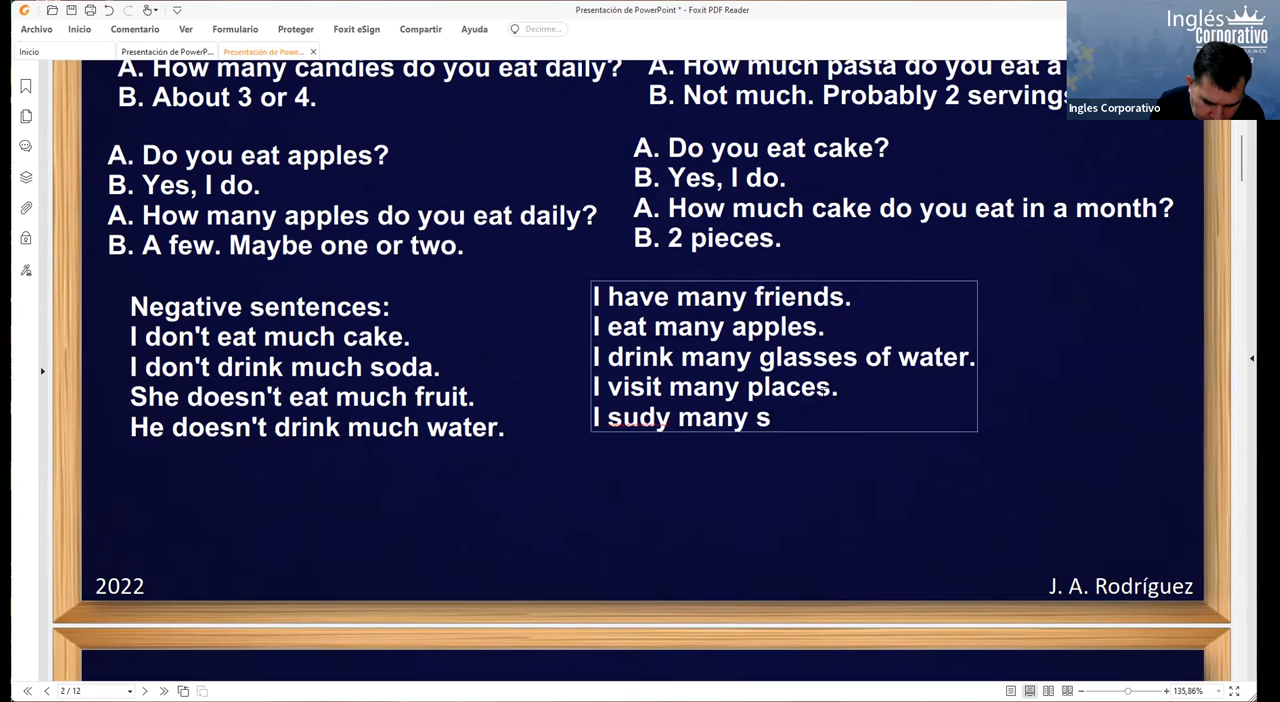 Presentación de PowerPoint * - Foxit PDF Reader
Archivo Inicio Comentario Ver Formulario Proteger Foxit eSign Compartir Ayuda Decirme...
Inicio Presentación de PowerP... Presentación de Powe...
Inglés
Corporativo
Ingles Corporativo
A. How many candies do you eat daily?
B. About 3 or 4.
A. How much pasta do you eat a
B. Not much. Probably 2 servings
A. Do you eat apples?
B. Yes, I do.
A. How many apples do you eat daily?
B. A few. Maybe one or two.
A. Do you eat cake?
B. Yes, I do.
A. How much cake do you eat in a month?
B. 2 pieces.
Negative sentences:
I don't eat much cake.
I don't drink much soda.
She doesn't eat much fruit.
He doesn't drink much water.
I have many friends.
I eat many apples.
I drink many glasses of water.
I visit many places.
I sudy many s
2022
J. A. Rodríguez
2 / 12
135,86%